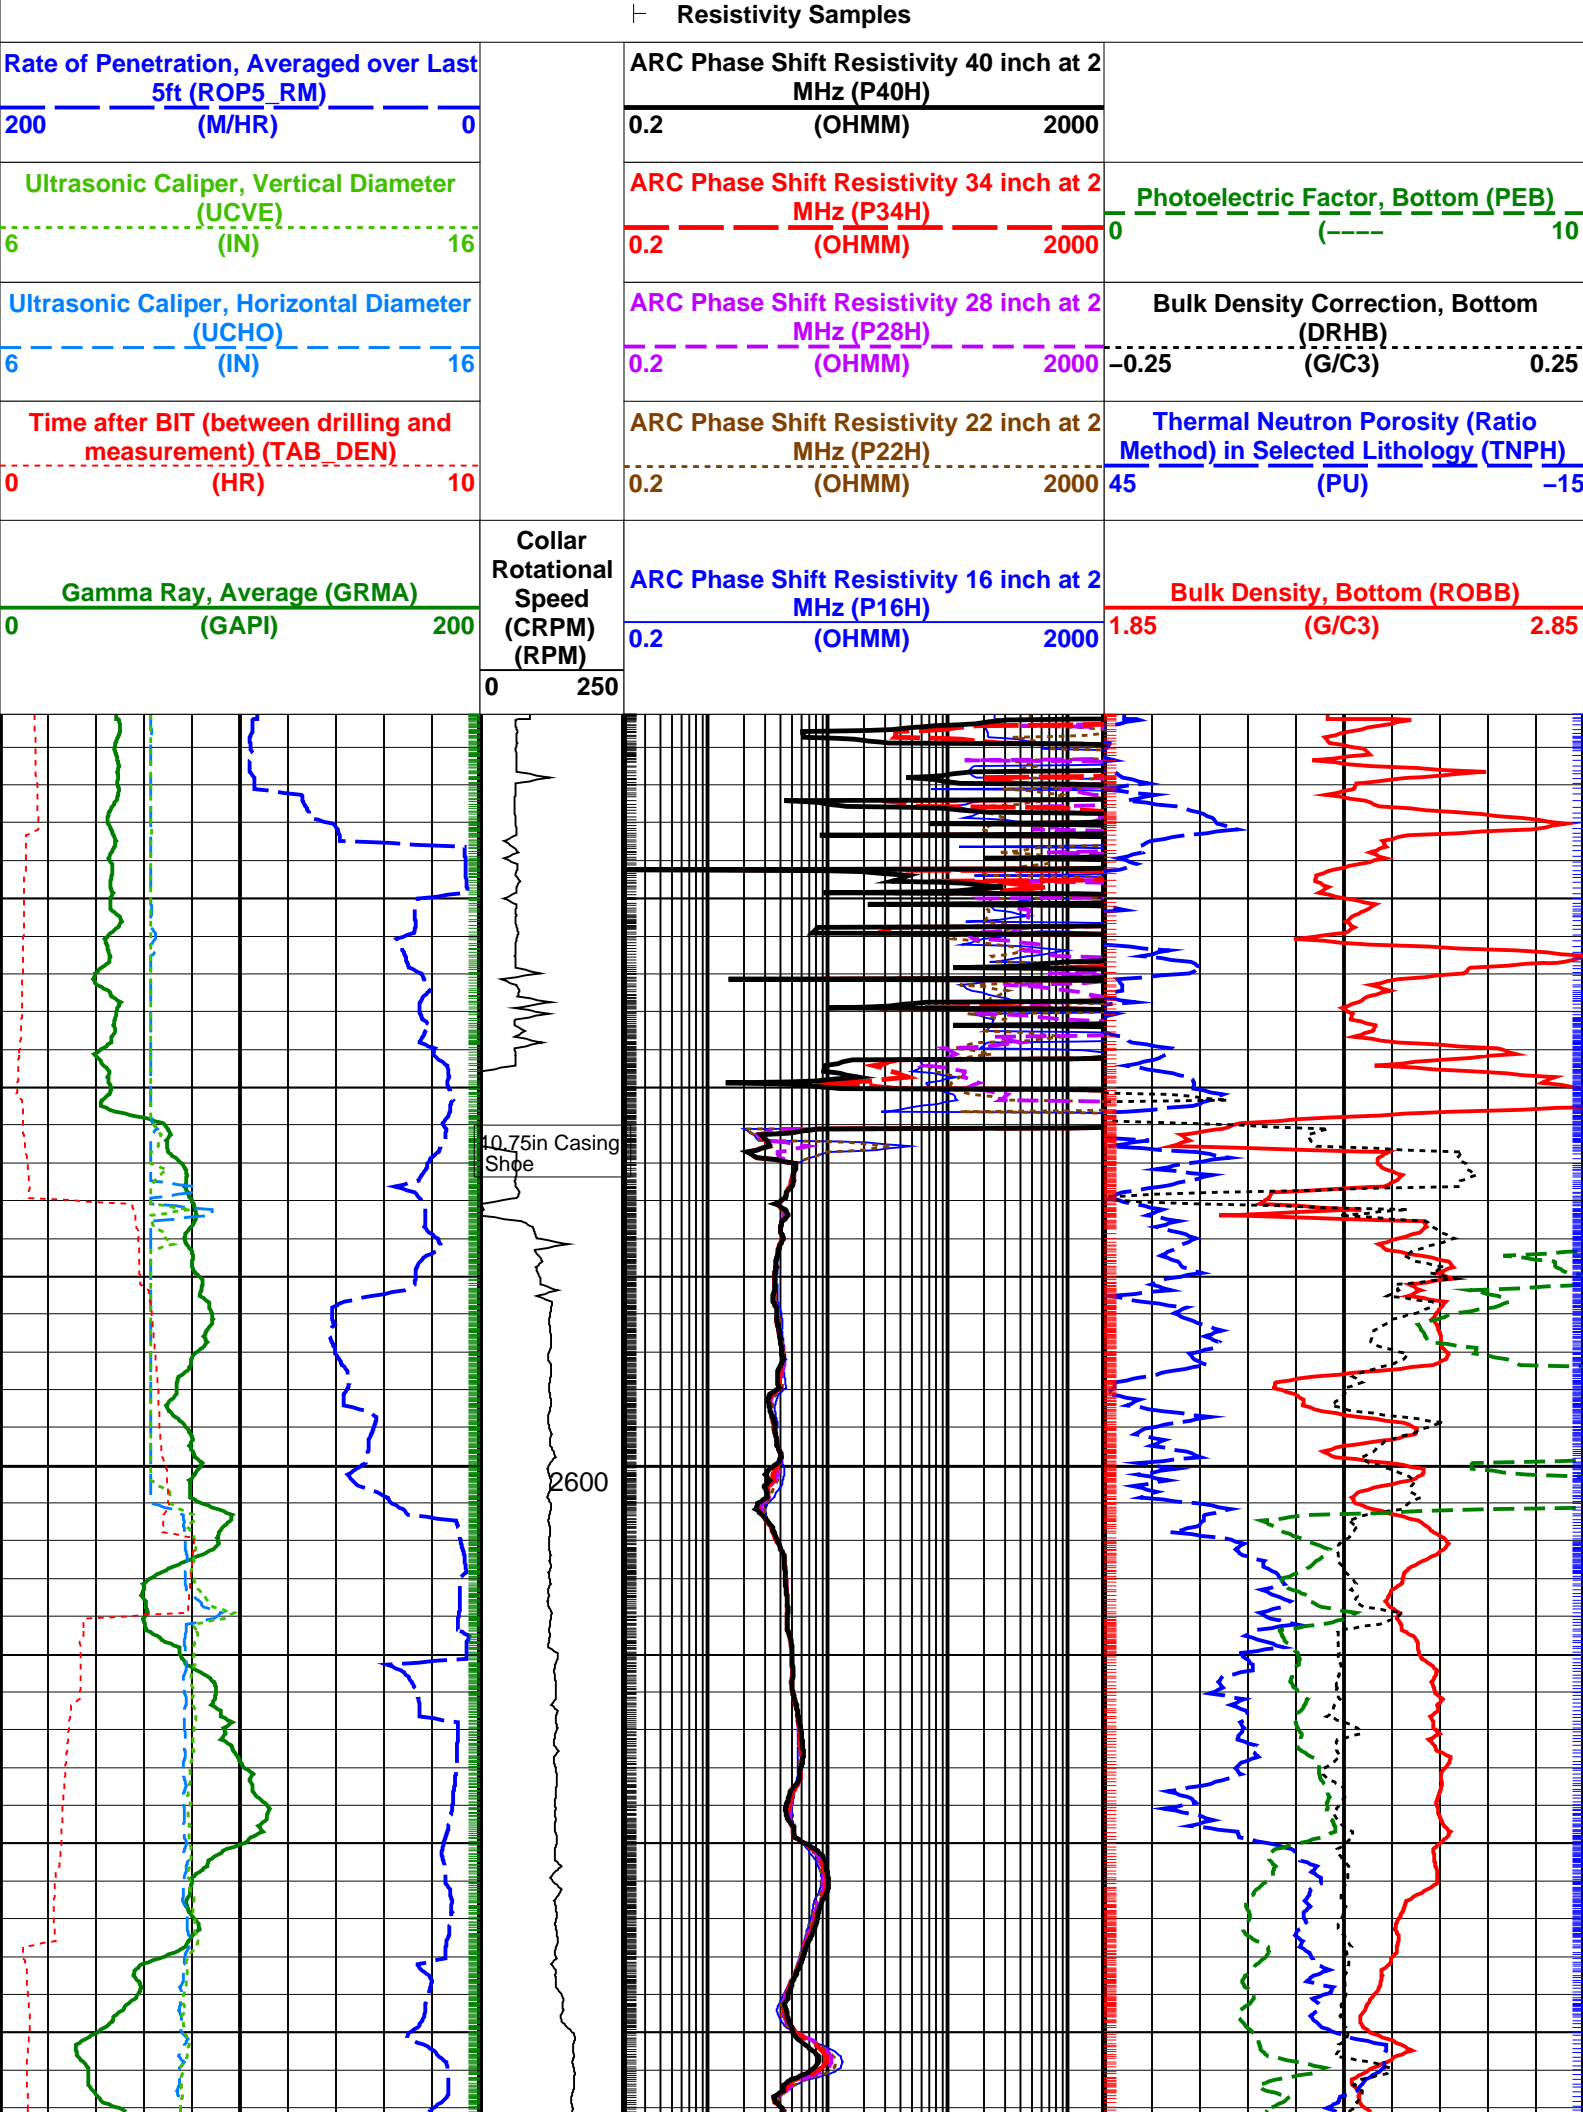 Resistivity Samples
Rate of Penetration, Averaged over Last
5ft (ROP5_RM)
200 (M/HR) 0
Ultrasonic Caliper, Vertical Diameter
(UCVE)
6 (IN) 16
Ultrasonic Caliper, Horizontal Diameter
(UCHO)
6 (IN) 16
Time after BIT (between drilling and
measurement) (TAB_DEN)
0 (HR) 10
Gamma Ray, Average (GRMA)
0 (GAPI) 200
Collar
Rotational
Speed
(CRPM)
(RPM)
0 250
ARC Phase Shift Resistivity 40 inch at 2
MHz (P40H)
0.2 (OHMM) 2000
ARC Phase Shift Resistivity 34 inch at 2
MHz (P34H)
0.2 (OHMM) 2000
ARC Phase Shift Resistivity 28 inch at 2
MHz (P28H)
0.2 (OHMM) 2000
ARC Phase Shift Resistivity 22 inch at 2
MHz (P22H)
0.2 (OHMM) 2000
ARC Phase Shift Resistivity 16 inch at 2
MHz (P16H)
0.2 (OHMM) 2000
Photoelectric Factor, Bottom (PEB)
0 (---- 10
Bulk Density Correction, Bottom
(DRHB)
−0.25 (G/C3) 0.25
Thermal Neutron Porosity (Ratio
Method) in Selected Lithology (TNPH)
45 (PU) −15
Bulk Density, Bottom (ROBB)
1.85 (G/C3) 2.85
10.75in Casing
Shoe
2600